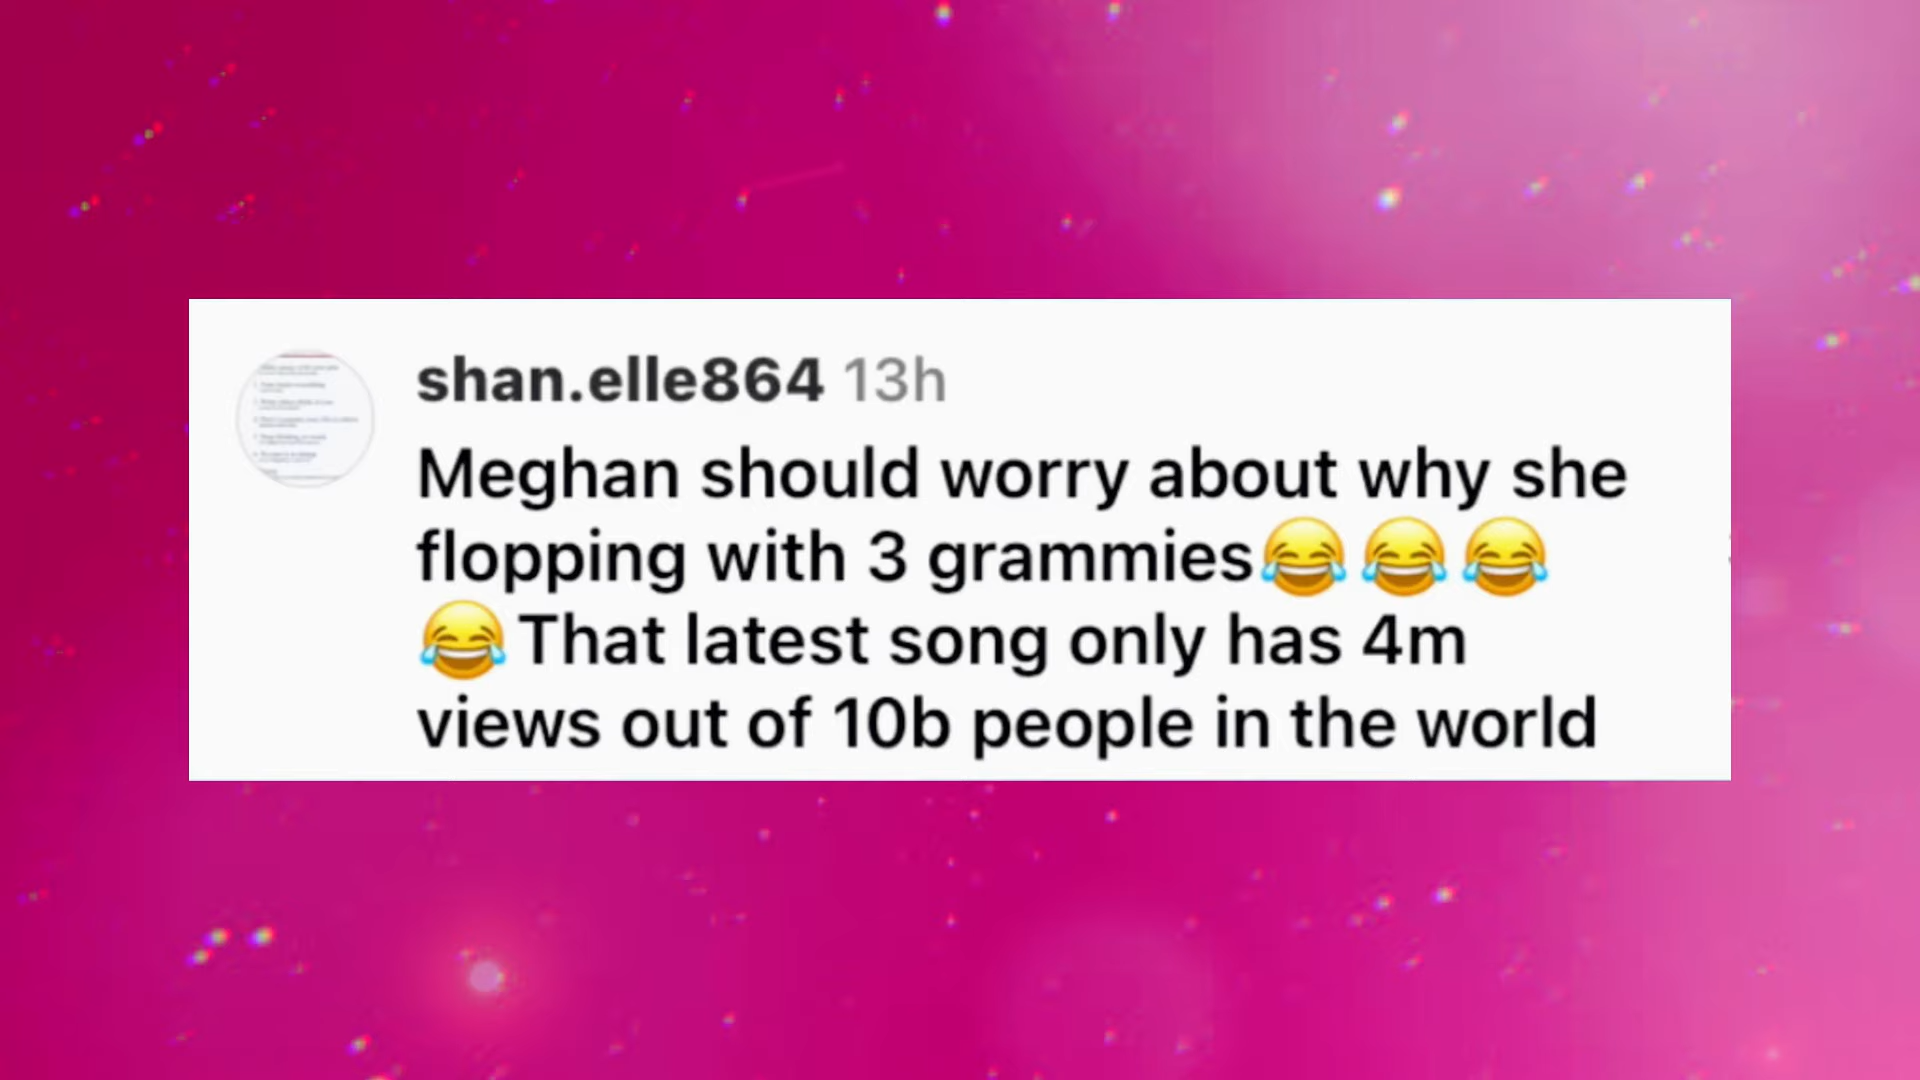 shan.elle864 13h
Meghan should worry about why she
flopping with 3 grammies😂😂😂
😂That latest song only has 4m
views out of 10b people in the world